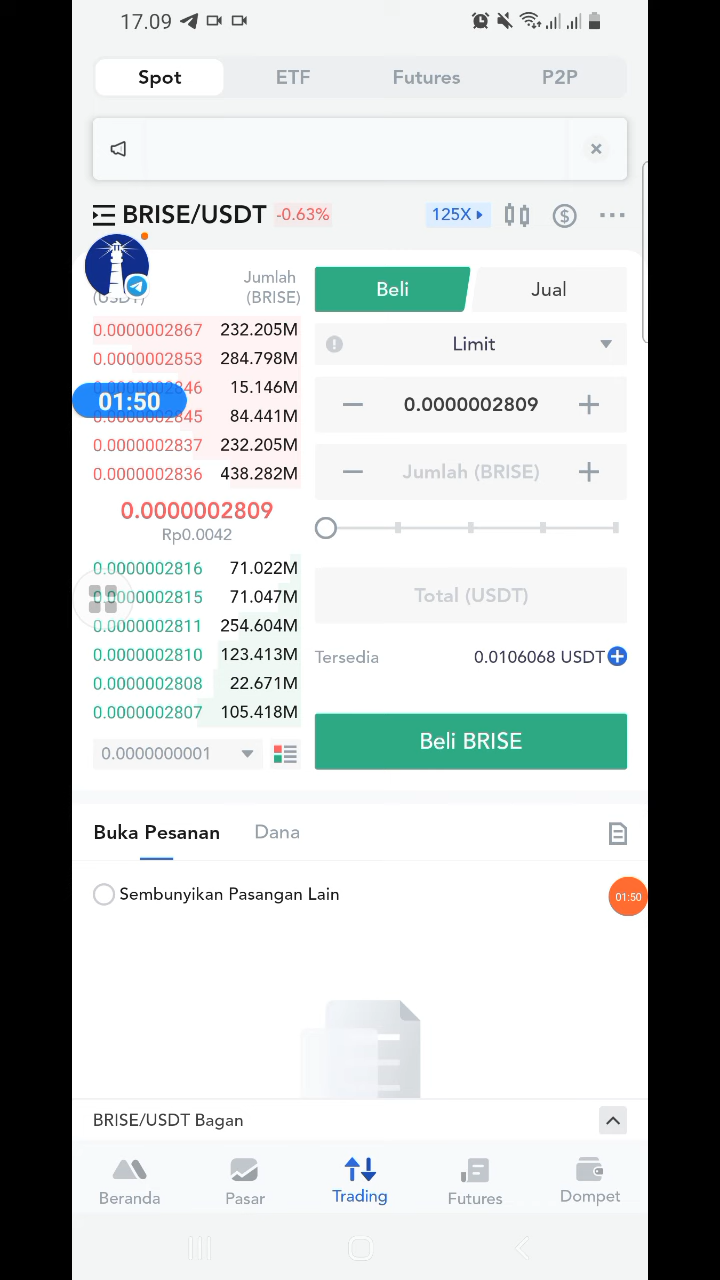 17.09
Spot ETF Futures P2P
BRISE/USDT -0.63% 125X
Jumlah
(USDT) (BRISE)
Beli Jual
0.0000002867 232.205M
Limit
0.0000002853 284.798M
15.146M
01:50
0.0000002809
84.441M
0.0000002837 232.205M
0.0000002836 438.282M
Jumlah (BRISE)
0.0000002809
Rp0.0042
0.0000002816 71.022M
0.0000002815 71.047M
Total (USDT)
0.0000002811 254.604M
0.0000002810 123.413M
Tersedia 0.0106068 USDT
0.0000002808 22.671M
0.0000002807 105.418M
Beli BRISE
0.0000000001
Buka Pesanan Dana
Sembunyikan Pasangan Lain
01:50
BRISE/USDT Bagan
Beranda Pasar Trading Futures Dompet